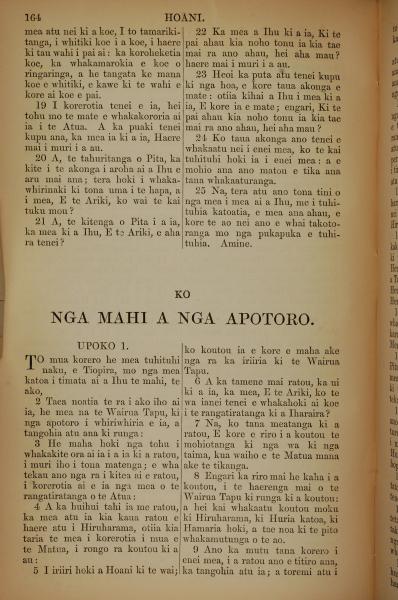 164
HOANI.
mea atu nei ki a koe, I to tamariki-
tanga, i whitiki koe i a koe, i haere
ki tau wahi i pai ai: ka koroheketia
koe, ka whakamarokia e koe o
ringaringa, a he tangata ke mana
koe e whitiki, e kawe ki te wahi e
kore ai koe e pai.
19 I korerotia tenei e ia, hei
tohu mo te mate e whakakororia ai
ia i te Atua. A ka puaki tenei
kupu ana, ka mea ia ki a ia, Haere
mai i muri i a au.
20 A, te tahuritanga o Pita, ka
kite i te akonga i aroha ai a Ihu e
aru mai ana; tera hoki i whaka-
whirinaki ki tona uma i te hapa, a
i mea, E te Ariki, ko wai te kai
tuku mou?
21 A, te kitenga o Pita i a ia,
ka mea ki a Ihu, E te Ariki, e aha
ra tenei?
22 Ka mea a Ihu ki a ia, Ki te
pai ahau kia noho tonu ia kia tae
mai ra ano ahau, hei aha mau?
haere mai i muri i a au.
23 Heoi ka puta atu tenei kupu
ki nga hoa, e kore taua akonga e
mate: otiia kihai a Ihu i mea ki a
ia, E kore ia e mate; engari, Ki te
pai ahau kia noho tonu ia kia tae
mai ra ano ahau, hei aha mau?
24 Ko taua akonga ano tenei e
whaakatu nei i enei mea, ko te kai
tuhituhi hoki ia i enei mea: a e
mohio ana ano matou e tika ana
tana whakaaturanga.
25 Na, tera atu ano tona tini o
nga mea i mea ai a Ihu, me i tuhi-
tuhia katoatia, e mea ana ahau, e
kore te ao nei ano e whai takoto-
ranga mo nga pukapuka e tuhi-
tuhia. Amine.
KO
NGA MAHI A NGA APOTORO.
UPOKO 1.
TO mua korero he mea tuhituhi
naku, e Tiopira, mo nga mea
katoa i timata ai a Ihu te mahi, te
ako,
2 Taea noatia te ra i ako iho ai
ia, he mea na te Wairua Tapu, ki
nga apotoro i whiriwhiria e ia, a
tangohia atu ana ki runga:
3 He maha hoki nga tohu i
whakakite ora ai ia i a ia ki a ratou,
i muri iho i tona matenga; e wha
tekau ano nga ra i kitea ai e ratou,
i korerotia ai e ia nga mea o te
rangatiratanga o te Atua:
4 A ka huihui tahi ia me ratou,
ka mea atu ia kia kaua ratou e
haere atu i Hiruharama, otiia kia
taria te mea i korerotia i mua e
te Matua, i rongo ra koutou ki a
au:
5 I iriiri hoki a Hoani ki te wai;
ko koutou ia e kore e maha ake
nga ra ka iriiria ki te Wairua
Tapu.
6 A ka tamene mai ratou, ka ui
ki a ia, ka mea, E te Ariki, ko te
wa ianei tenei e whakahoki ai koe
i te rangatiratanga ki a Iharaira?
7 Na, ko tana meatanga ki a
ratou, E kore e riro i a koutou te
mohiotanga ki nga wa ki nga
taima, kua waiho e te Matua mana
ake te tikanga.
8 Engari ka riro mai he kaha i a
koutou, i te haerenga mai o te
Wairua Tapu ki runga ki a koutou:
a hei kai whakaatu koutou moku
ki Hiruharama, ki Huria katoa, ki
Hamaria hoki, a tae noa ki te pito
whakamutunga o te ao.
9 Ano ka mutu tana korero i
enei mea, i a ratou ano e titiro ana,
ka tangohia atu ia; a toremi atu i